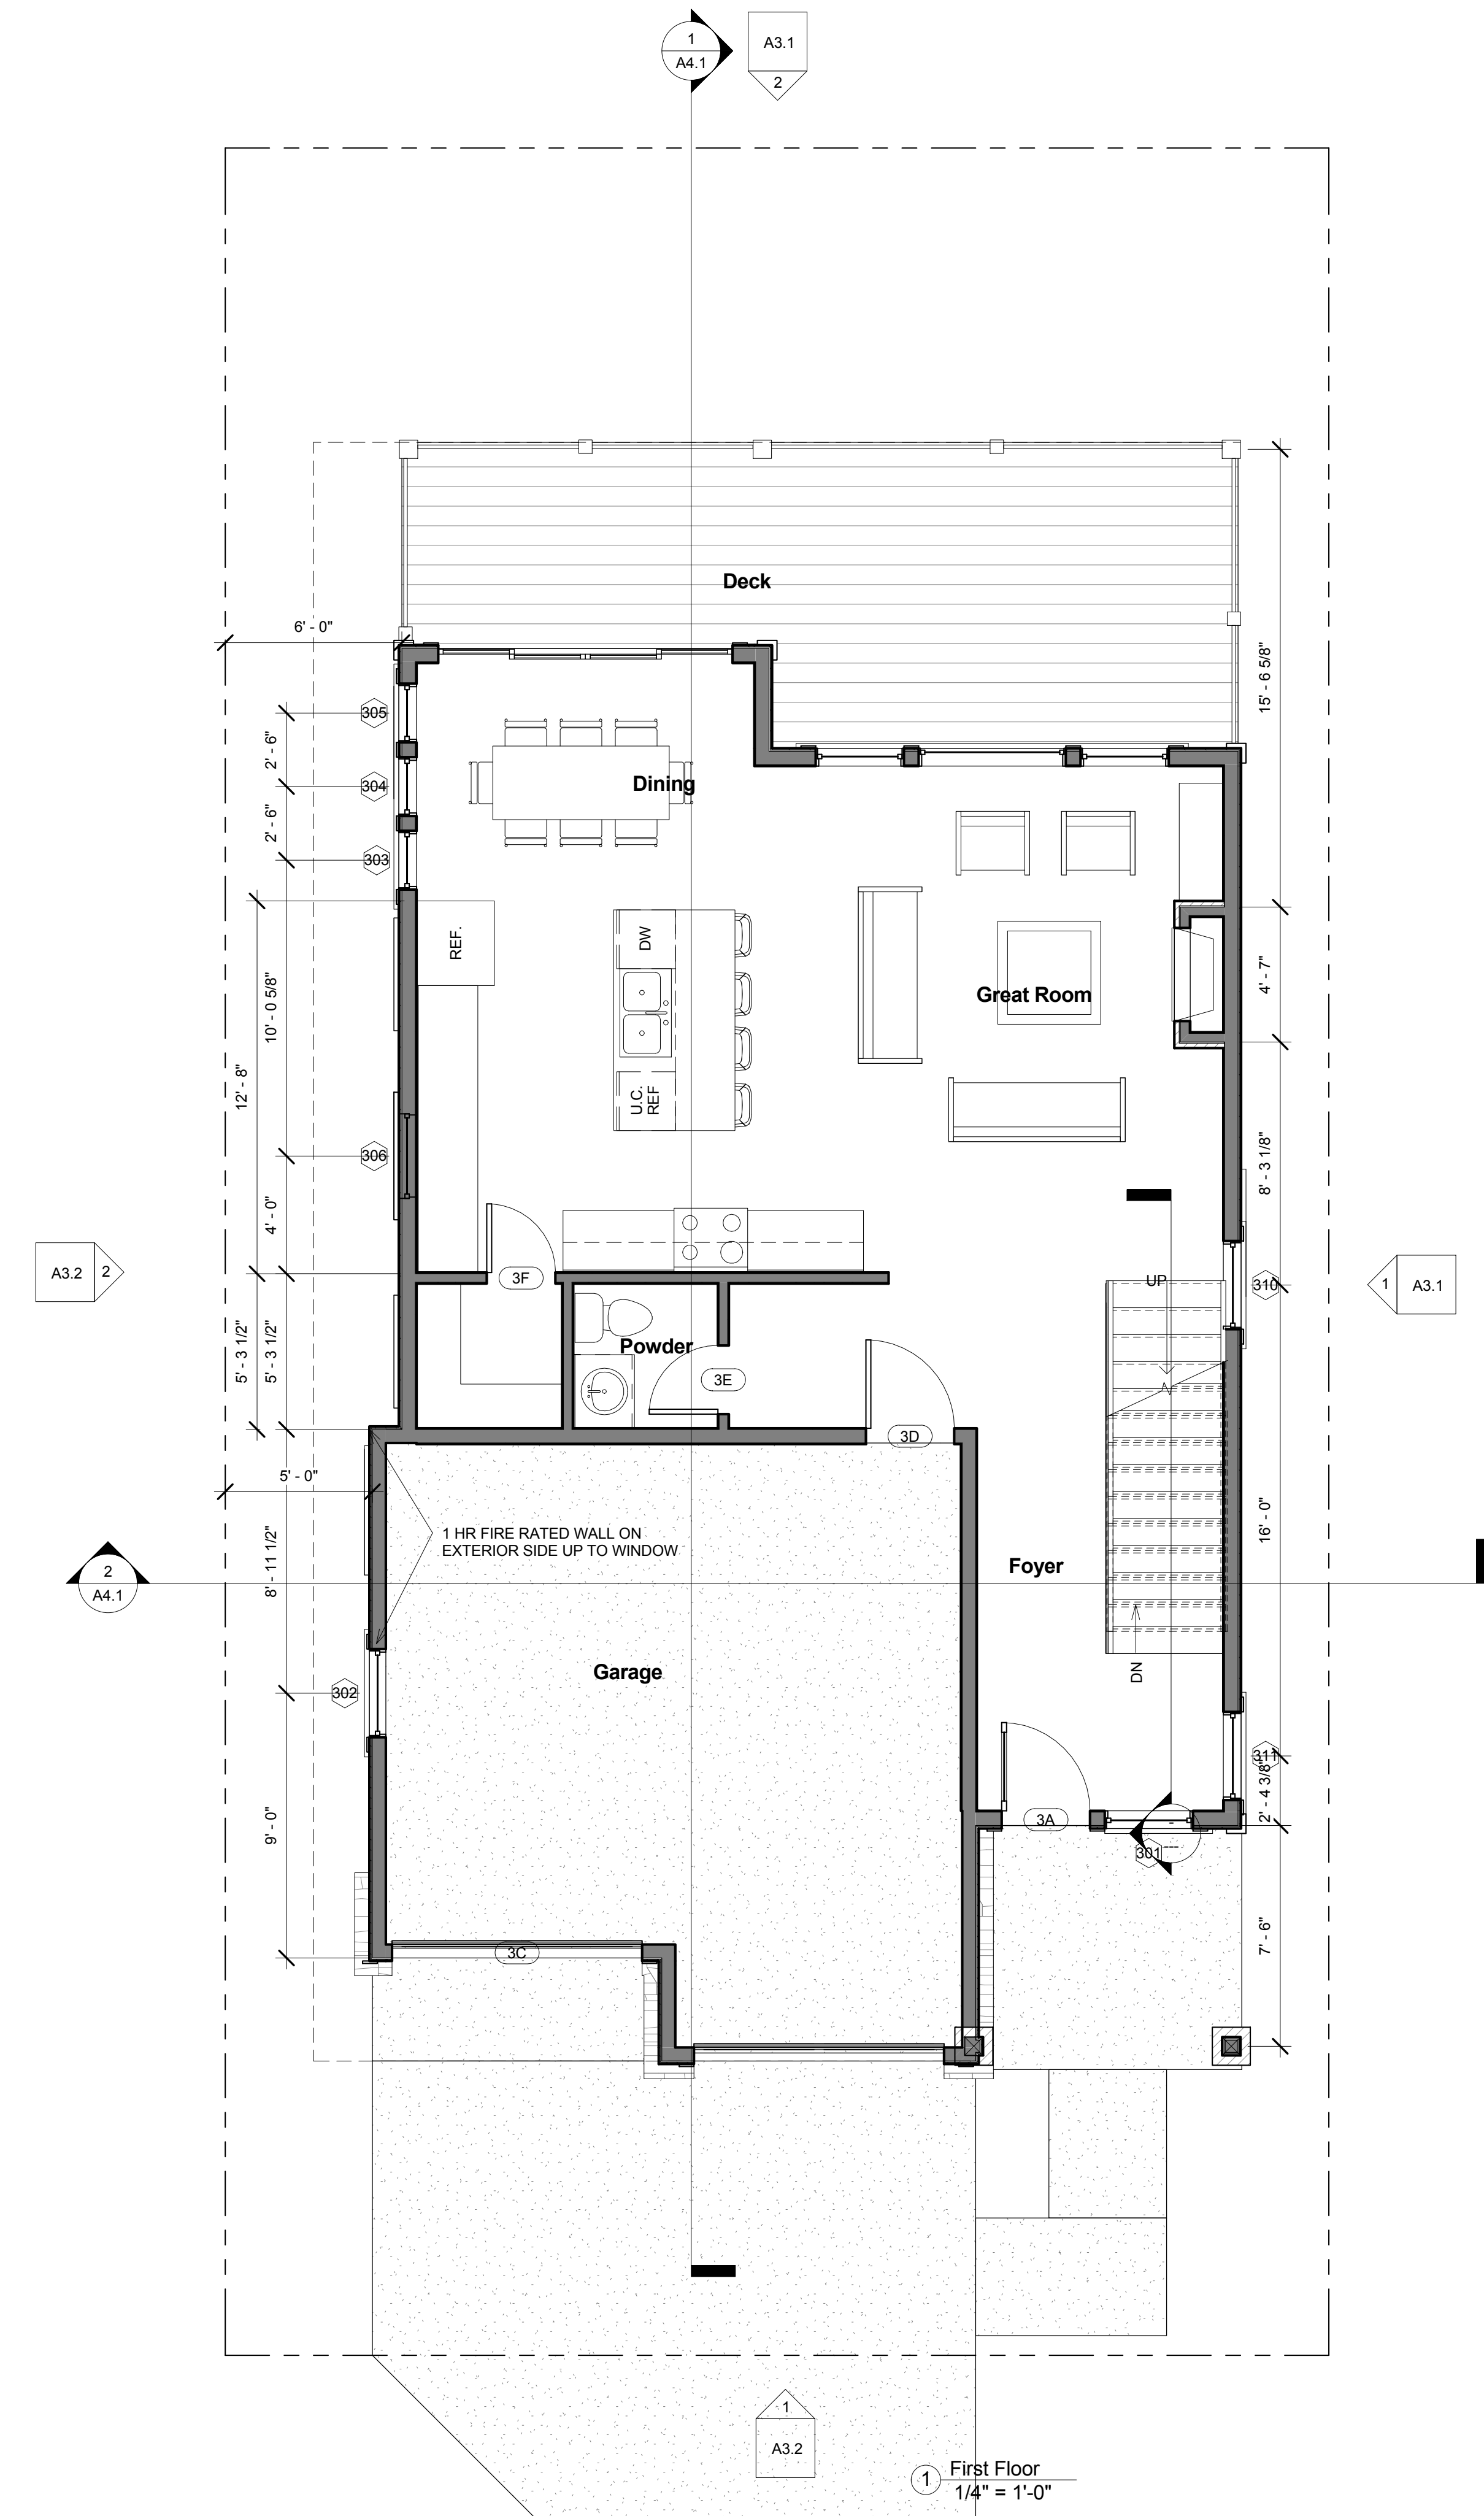 1
A4.1
A3.1
2
Deck
6' - 0"
15' - 6 5/8"
305
2' - 6"
304
2' - 6"
303
Dining
REF.
DW
U.C.
REF
Great Room
4' - 7"
10' - 0 5/8"
12' - 8"
306
4' - 0"
8' - 3 1/8"
A3.2
2
3F
UP
310
1
A3.1
5' - 3 1/2"
5' - 3 1/2"
Powder
3E
3D
5' - 0"
1 HR FIRE RATED WALL ON
EXTERIOR SIDE UP TO WINDOW
8' - 11 1/2"
2
A4.1
Foyer
16' - 0"
Garage
DN
302
311
2' - 4 3/8"
9' - 0"
3A
-
---
301
3C
7' - 6"
1
A3.2
1
First Floor
1/4" = 1'-0"